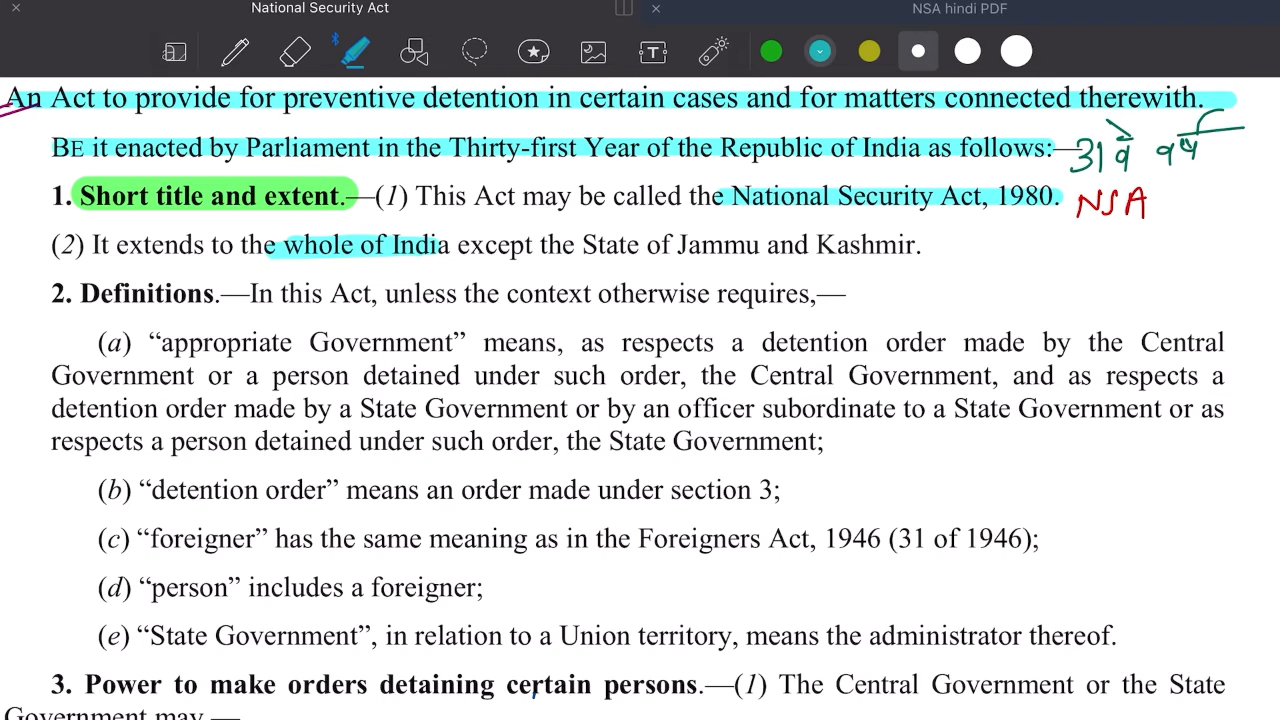 National Security Act
NSA hindi PDF
An Act to provide for preventive detention in certain cases and for matters connected therewith.
BE it enacted by Parliament in the Thirty-first Year of the Republic of India as follows:— 31वे वर्ष
1. Short title and extent.—(1) This Act may be called the National Security Act, 1980. NSA
(2) It extends to the whole of India except the State of Jammu and Kashmir.
2. Definitions.—In this Act, unless the context otherwise requires,—
(a) “appropriate Government” means, as respects a detention order made by the Central
Government or a person detained under such order, the Central Government, and as respects a
detention order made by a State Government or by an officer subordinate to a State Government or as
respects a person detained under such order, the State Government;
(b) “detention order” means an order made under section 3;
(c) “foreigner” has the same meaning as in the Foreigners Act, 1946 (31 of 1946);
(d) “person” includes a foreigner;
(e) “State Government”, in relation to a Union territory, means the administrator thereof.
3. Power to make orders detaining certain persons.—(1) The Central Government or the State
Government may,—